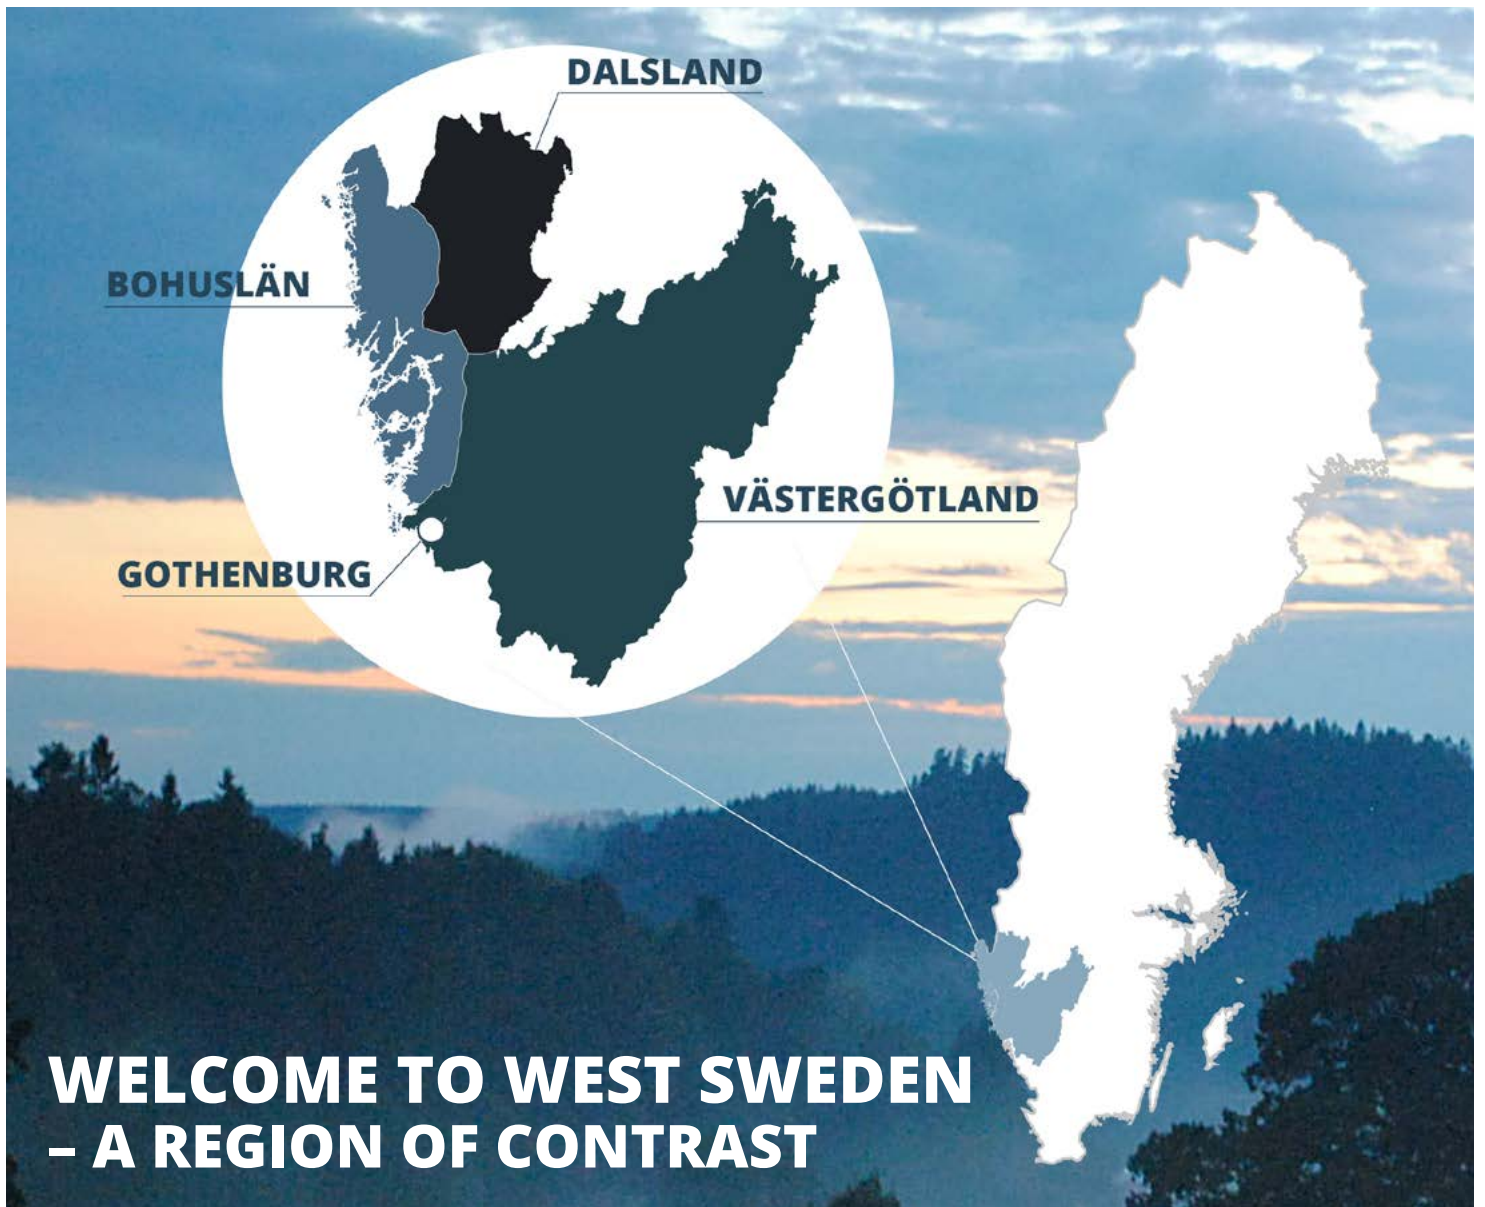 DALSLAND
BOHUSLÄN
VÄSTERGÖTLAND
GOTHENBURG
WELCOME TO WEST SWEDEN
– A REGION OF CONTRAST